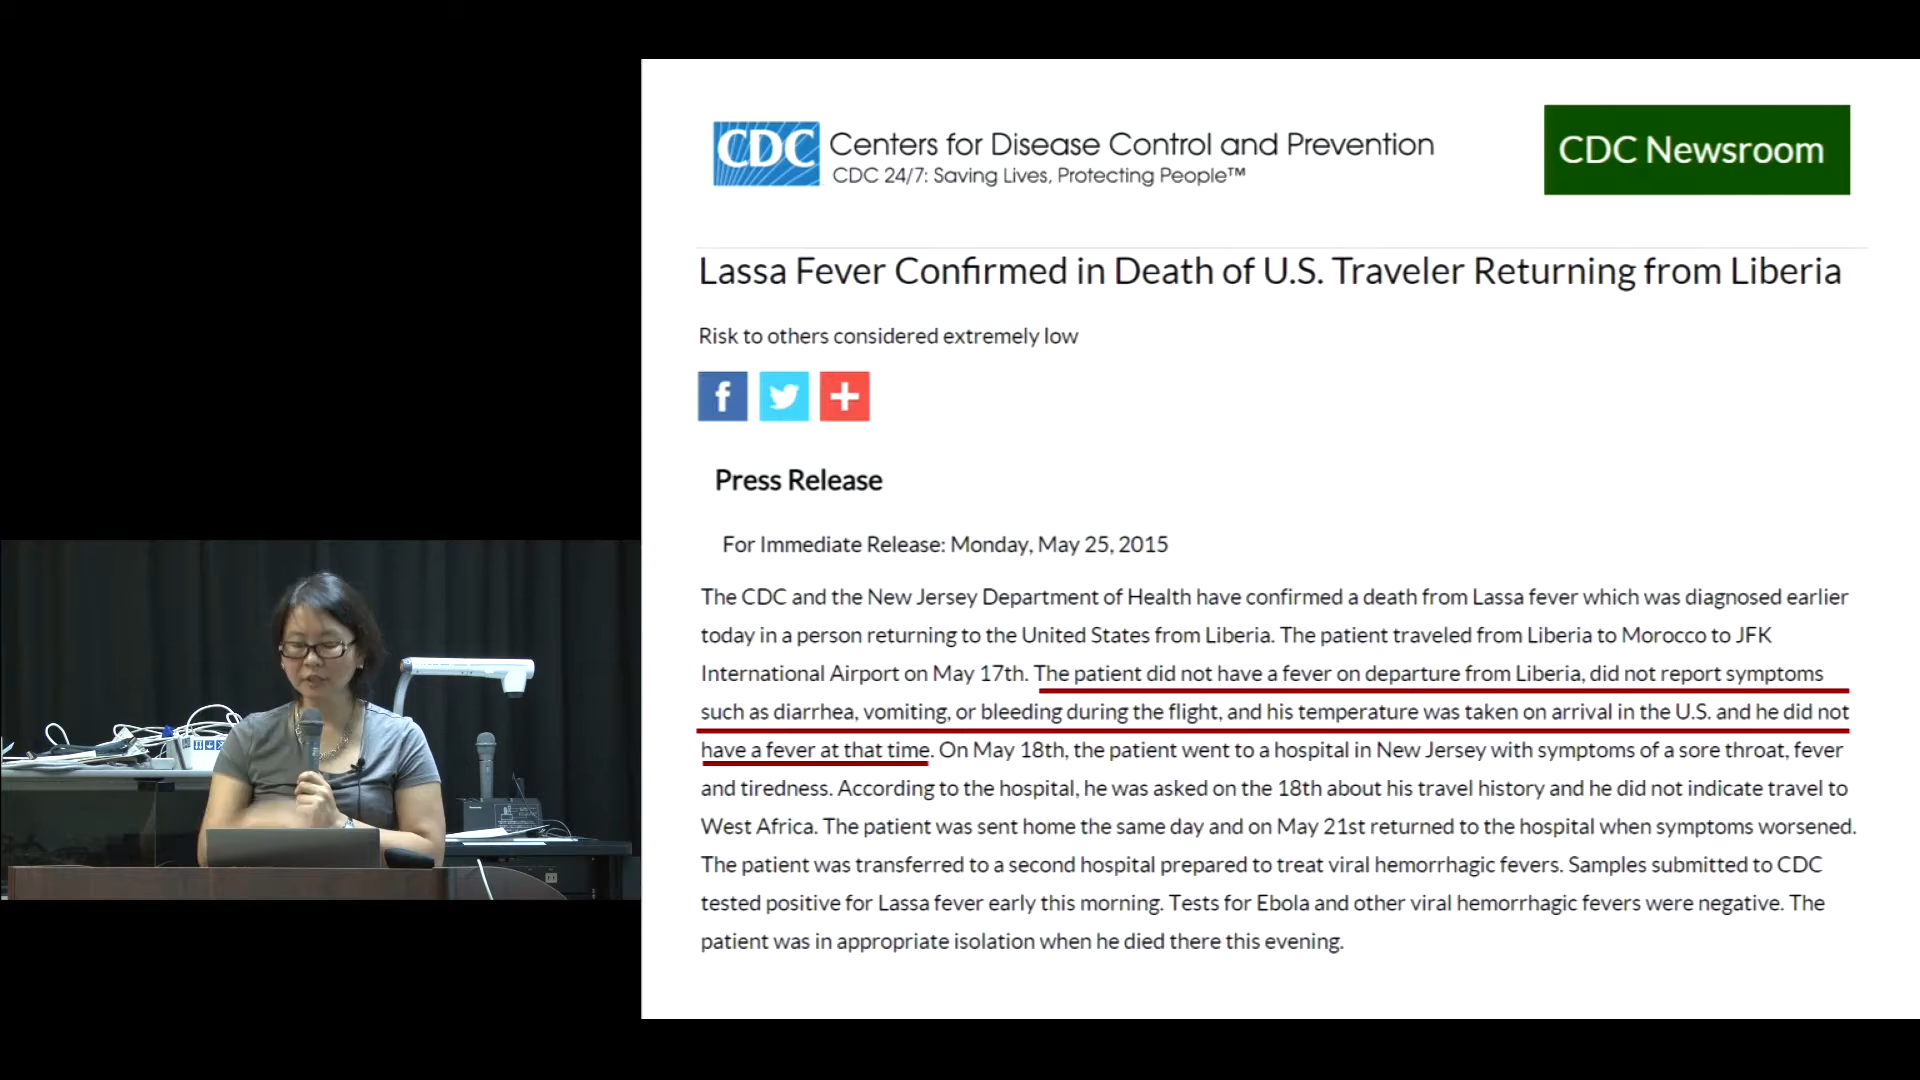 CDC Centers for Disease Control and Prevention
CDC 24/7: Saving Lives, Protecting People™
CDC Newsroom
Lassa Fever Confirmed in Death of U.S. Traveler Returning from Liberia
Risk to others considered extremely low
Press Release
For Immediate Release: Monday, May 25, 2015
The CDC and the New Jersey Department of Health have confirmed a death from Lassa fever which was diagnosed earlier
today in a person returning to the United States from Liberia. The patient traveled from Liberia to Morocco to JFK
International Airport on May 17th. The patient did not have a fever on departure from Liberia, did not report symptoms
such as diarrhea, vomiting, or bleeding during the flight, and his temperature was taken on arrival in the U.S. and he did not
have a fever at that time. On May 18th, the patient went to a hospital in New Jersey with symptoms of a sore throat, fever
and tiredness. According to the hospital, he was asked on the 18th about his travel history and he did not indicate travel to
West Africa. The patient was sent home the same day and on May 21st returned to the hospital when symptoms worsened.
The patient was transferred to a second hospital prepared to treat viral hemorrhagic fevers. Samples submitted to CDC
tested positive for Lassa fever early this morning. Tests for Ebola and other viral hemorrhagic fevers were negative. The
patient was in appropriate isolation when he died there this evening.